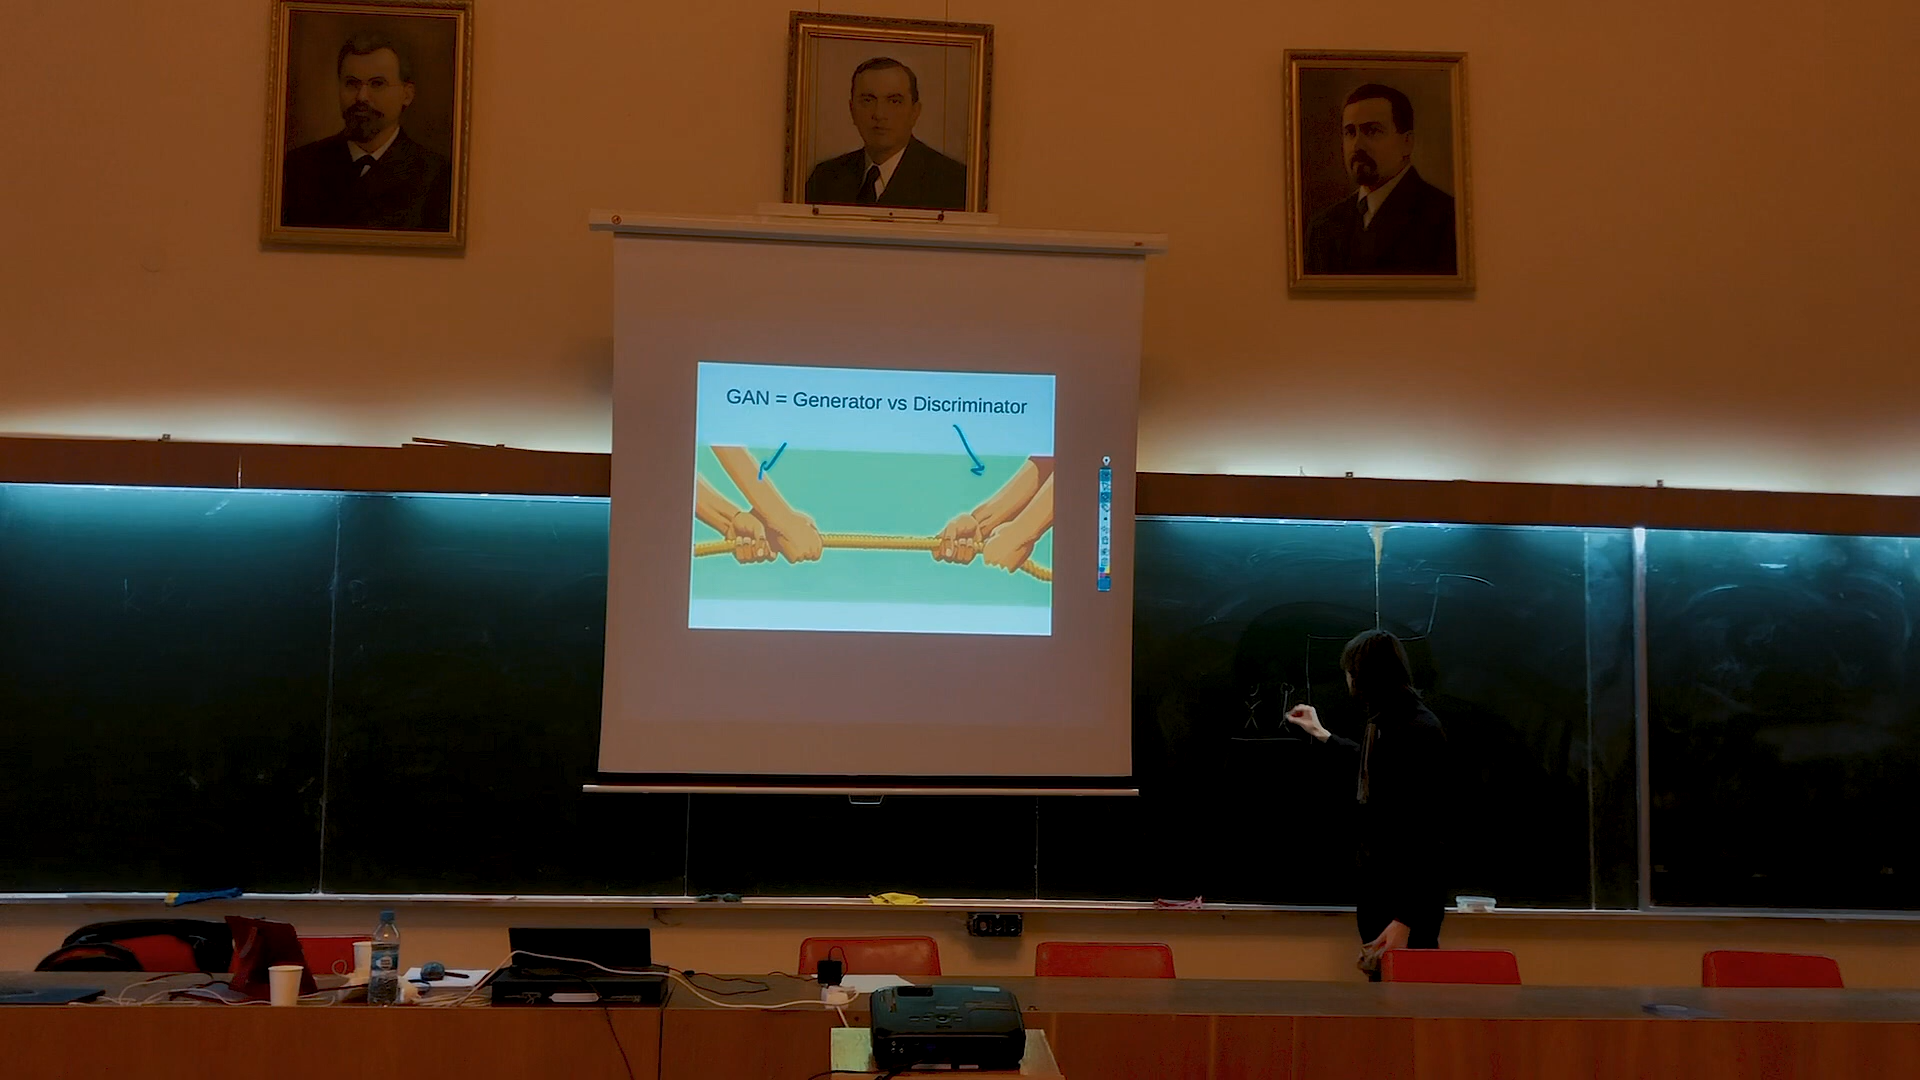 GAN = Generator vs Discriminator